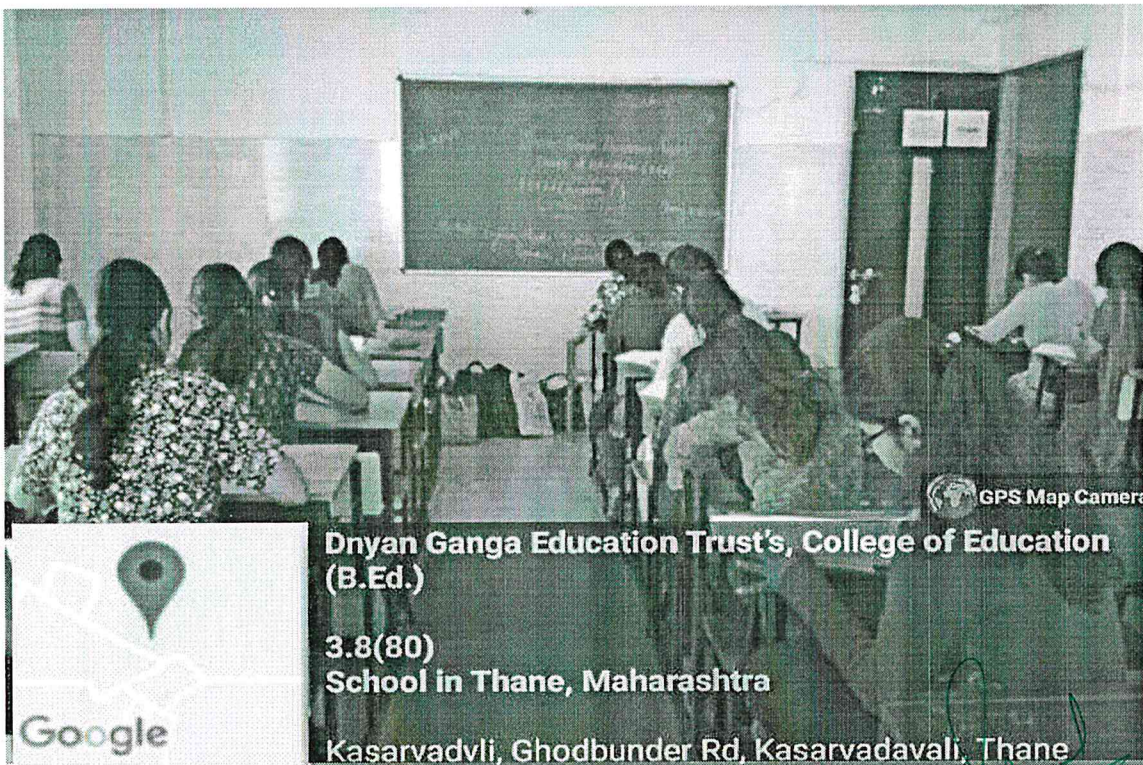 GPS Map Camera
Dnyan Ganga Education Trust's, College of Education
(B.Ed.)
3.8(80)
School in Thane, Maharashtra
Google
Kasarvadvli, Ghodbunder Rd, Kasarvadavali, Thane